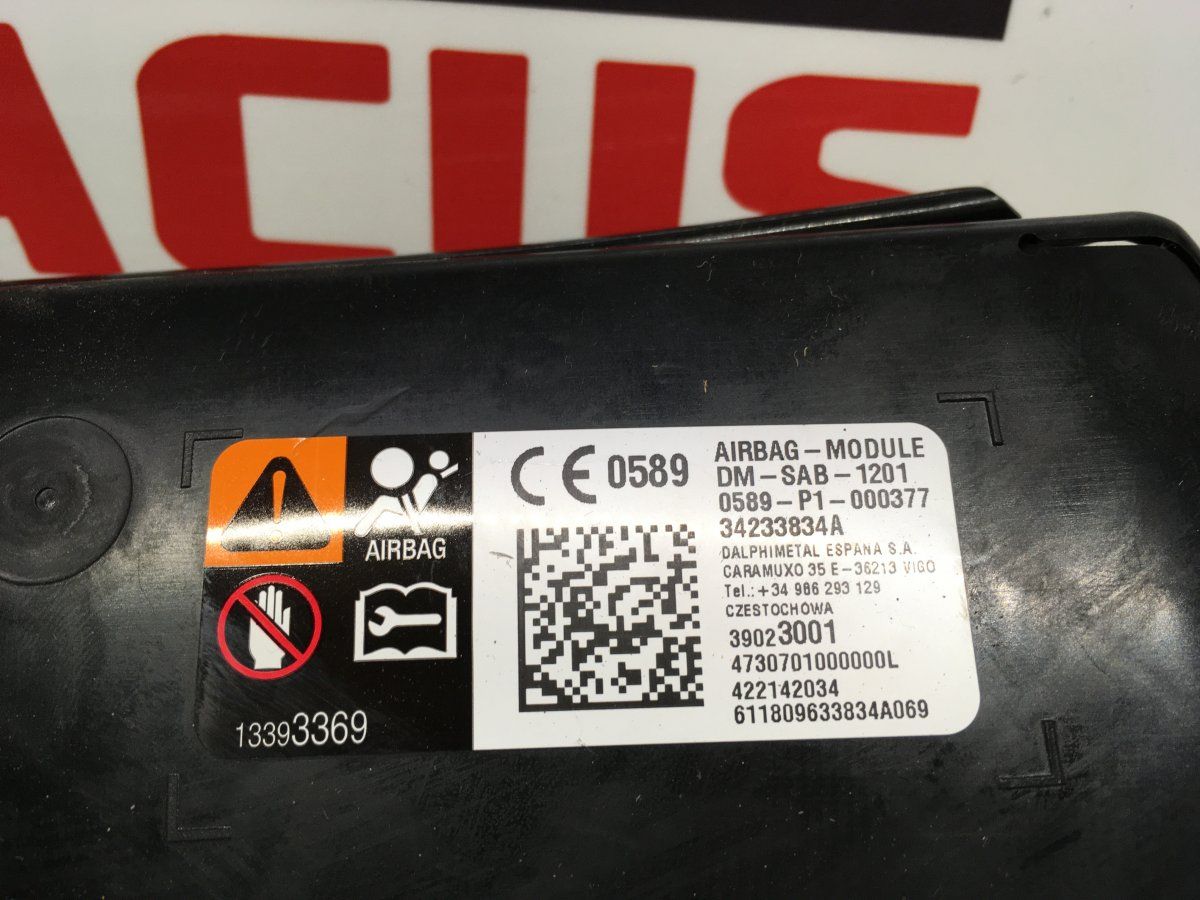 ACUS
AIRBAG
13393369
CE 0589
AIRBAG-MODULE
DM-SAB-1201
0589-P1-000377
34233834A
DALPHIMETAL ESPANA S.A.
CARAMUXO 35 E-36213 VIGO
Tel.: +34 986 293 129
CZESTOCHOWA
39023001
4730701000000L
422142034
611809633834A069